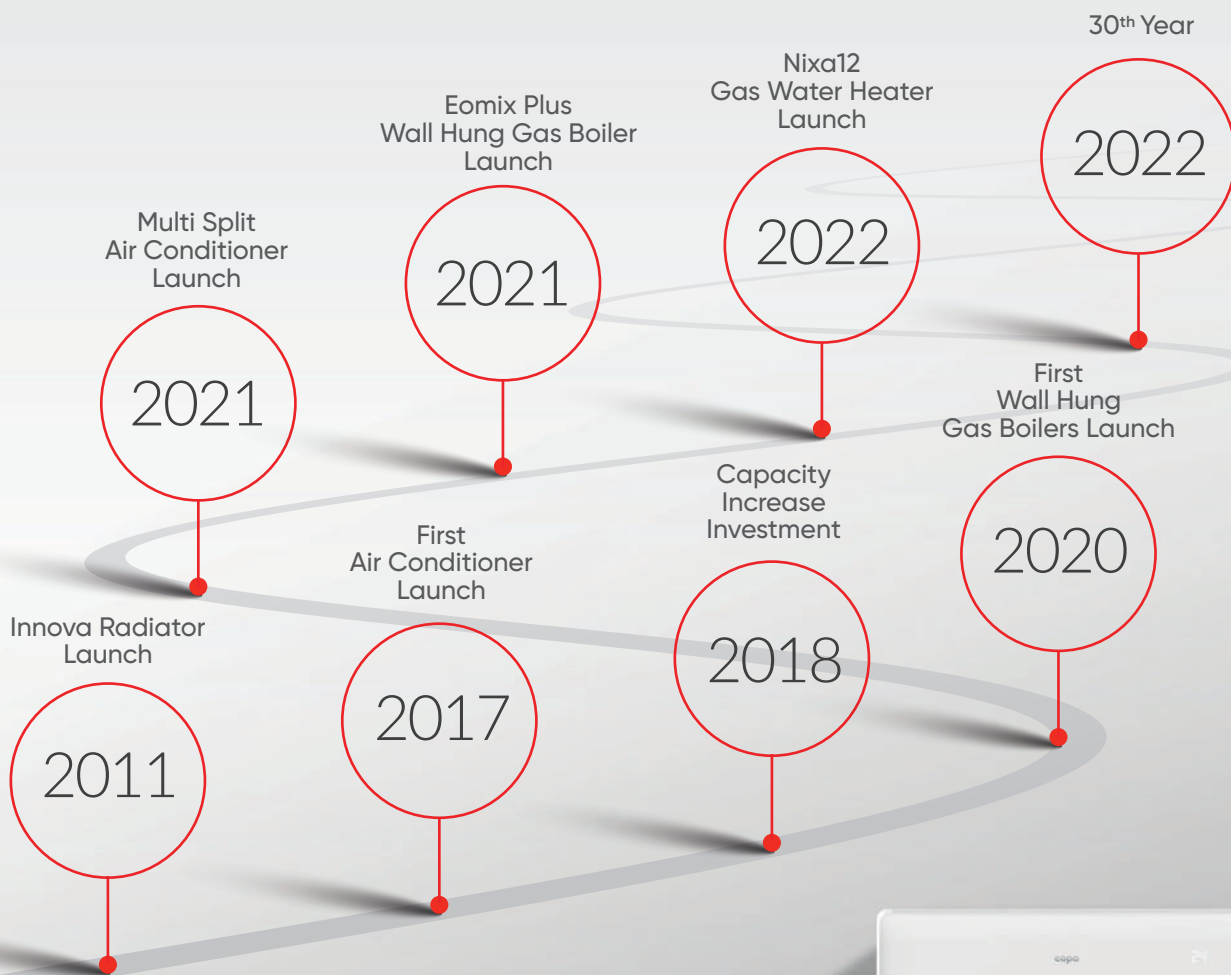 30th Year
2022
Nixa12
Gas Water Heater
Launch
2022
Eomix Plus
Wall Hung Gas Boiler
Launch
2021
Multi Split
Air Conditioner
Launch
2021
First
Wall Hung
Gas Boilers Launch
2020
Capacity
Increase
Investment
2018
First
Air Conditioner
Launch
2017
Innova Radiator
Launch
2011
copa
24